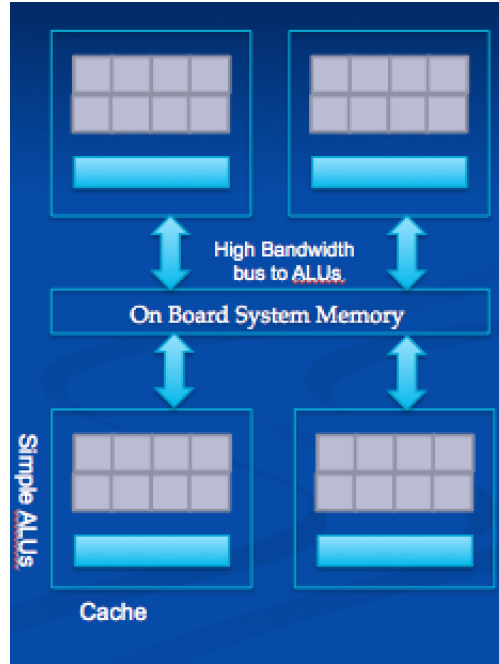 High Bandwidth
bus to ALUs.
On Board System Memory
Simple ALUs
Cache